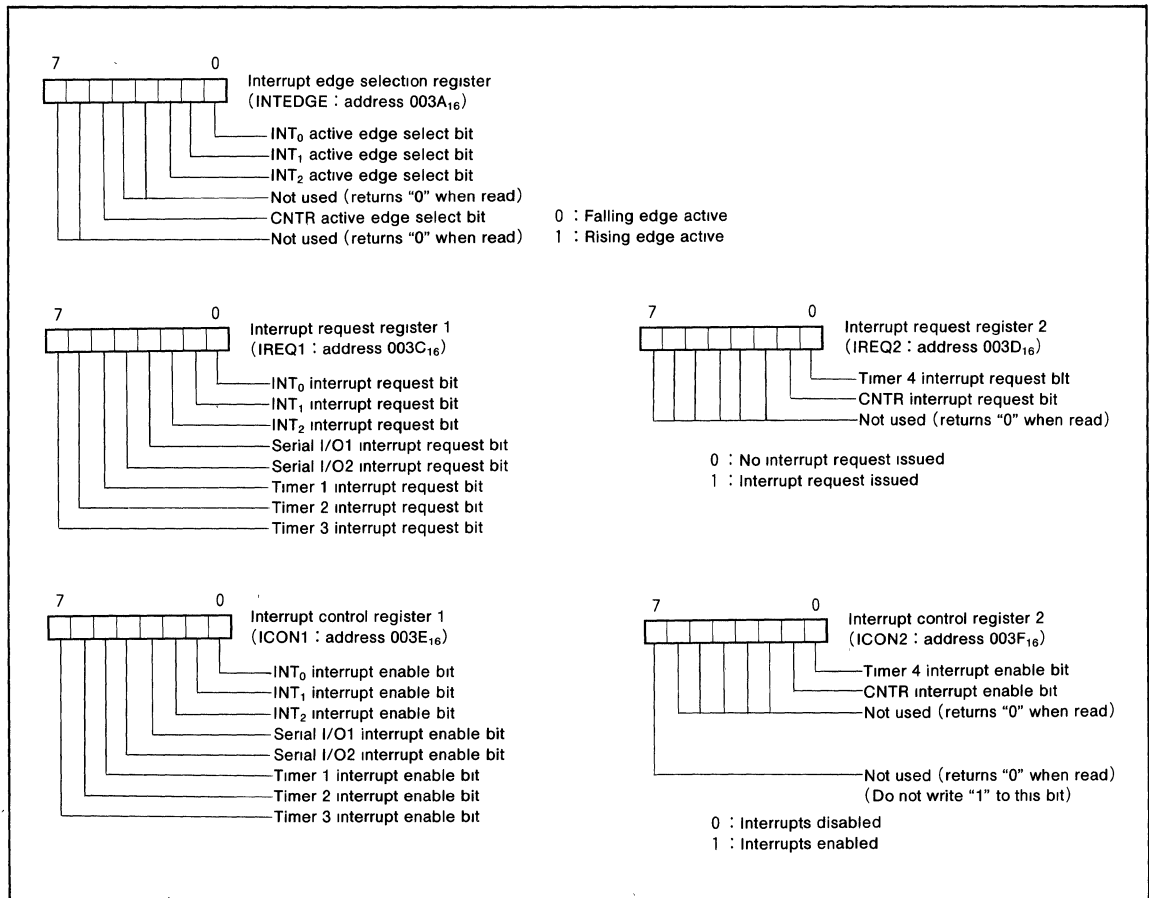 7 0
Interrupt edge selection register
(INTEDGE : address 003A₁₆)
INT₀ active edge select bit
INT₁ active edge select bit
INT₂ active edge select bit
Not used (returns “0” when read)
CNTR active edge select bit
Not used (returns “0” when read)
0 : Falling edge active
1 : Rising edge active
7 0
Interrupt request register 1
(IREQ1 : address 003C₁₆)
INT₀ interrupt request bit
INT₁ interrupt request bit
INT₂ interrupt request bit
Serial I/O1 interrupt request bit
Serial I/O2 interrupt request bit
Timer 1 interrupt request bit
Timer 2 interrupt request bit
Timer 3 interrupt request bit
7 0
Interrupt request register 2
(IREQ2 : address 003D₁₆)
Timer 4 interrupt request bit
CNTR interrupt request bit
Not used (returns “0” when read)
0 : No interrupt request issued
1 : Interrupt request issued
7 0
Interrupt control register 1
(ICON1 : address 003E₁₆)
INT₀ interrupt enable bit
INT₁ interrupt enable bit
INT₂ interrupt enable bit
Serial I/O1 interrupt enable bit
Serial I/O2 interrupt enable bit
Timer 1 interrupt enable bit
Timer 2 interrupt enable bit
Timer 3 interrupt enable bit
7 0
Interrupt control register 2
(ICON2 : address 003F₁₆)
Timer 4 interrupt enable bit
CNTR interrupt enable bit
Not used (returns “0” when read)
Not used (returns “0” when read)
(Do not write “1” to this bit)
0 : Interrupts disabled
1 : Interrupts enabled